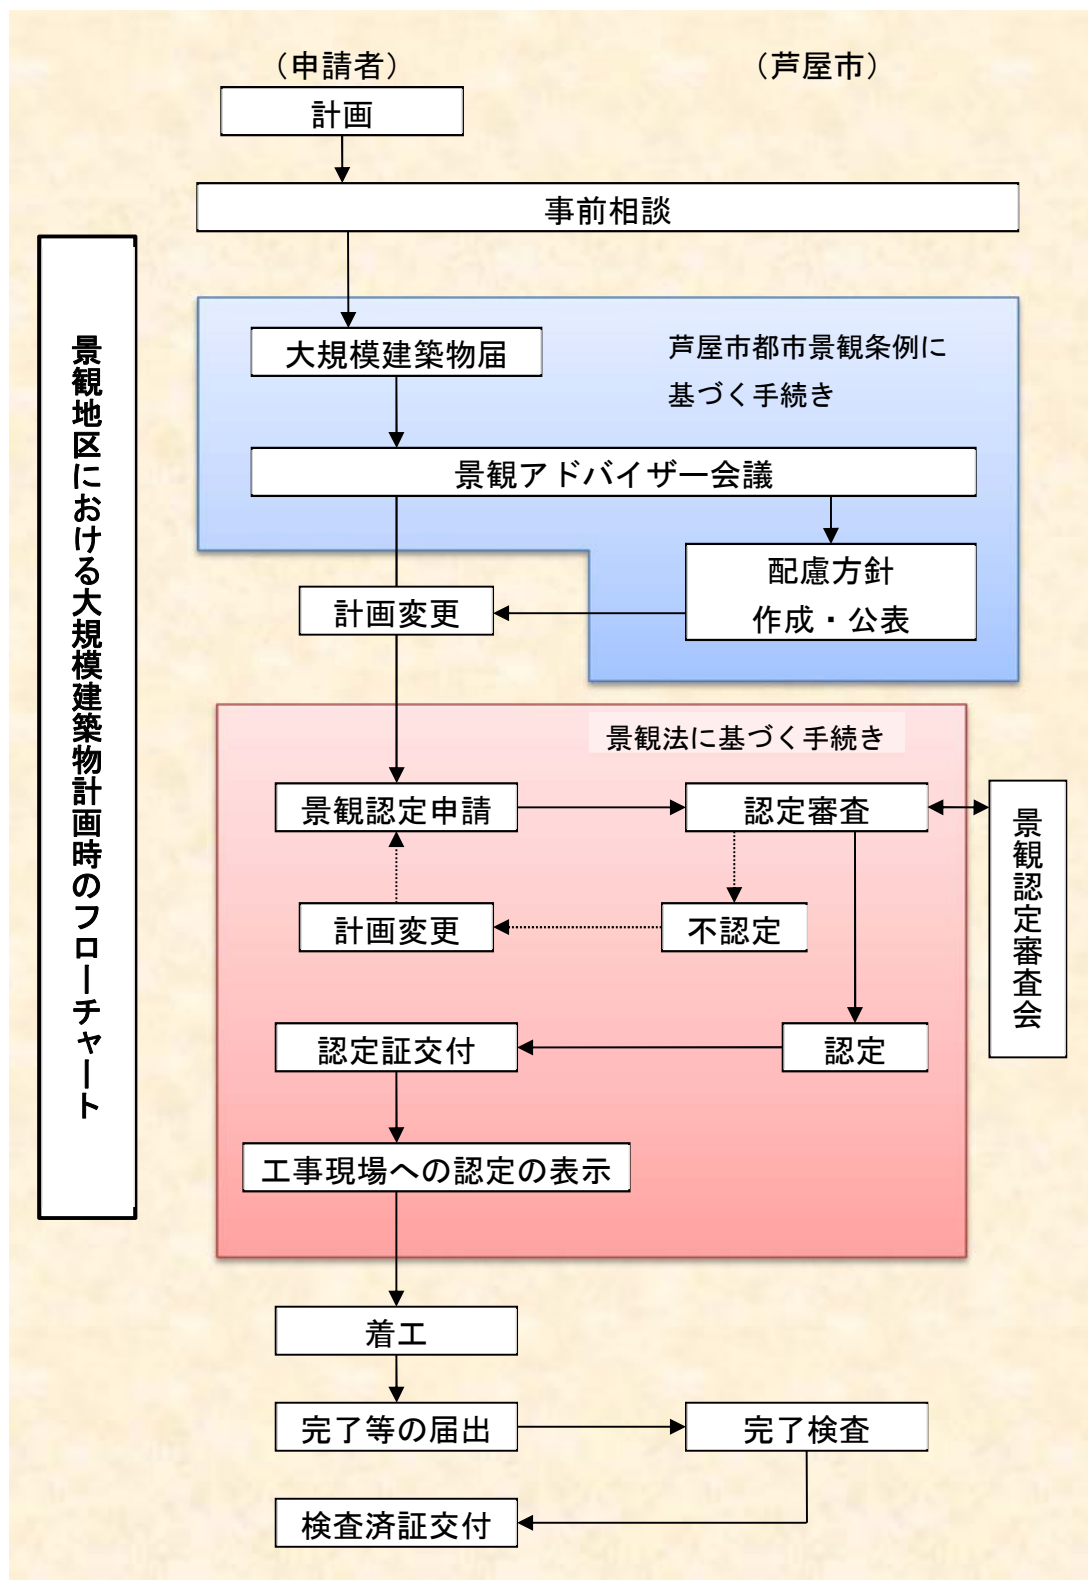 （申請者）
（芦屋市）
計画
事前相談
景観地区における大規模建築物計画時のフローチャート
大規模建築物届
芦屋市都市景観条例に
基づく手続き
景観アドバイザー会議
配慮方針
作成・公表
計画変更
景観法に基づく手続き
景観認定申請
認定審査
景観認定審査会
計画変更
不認定
認定証交付
認定
工事現場への認定の表示
着工
完了等の届出
完了検査
検査済証交付